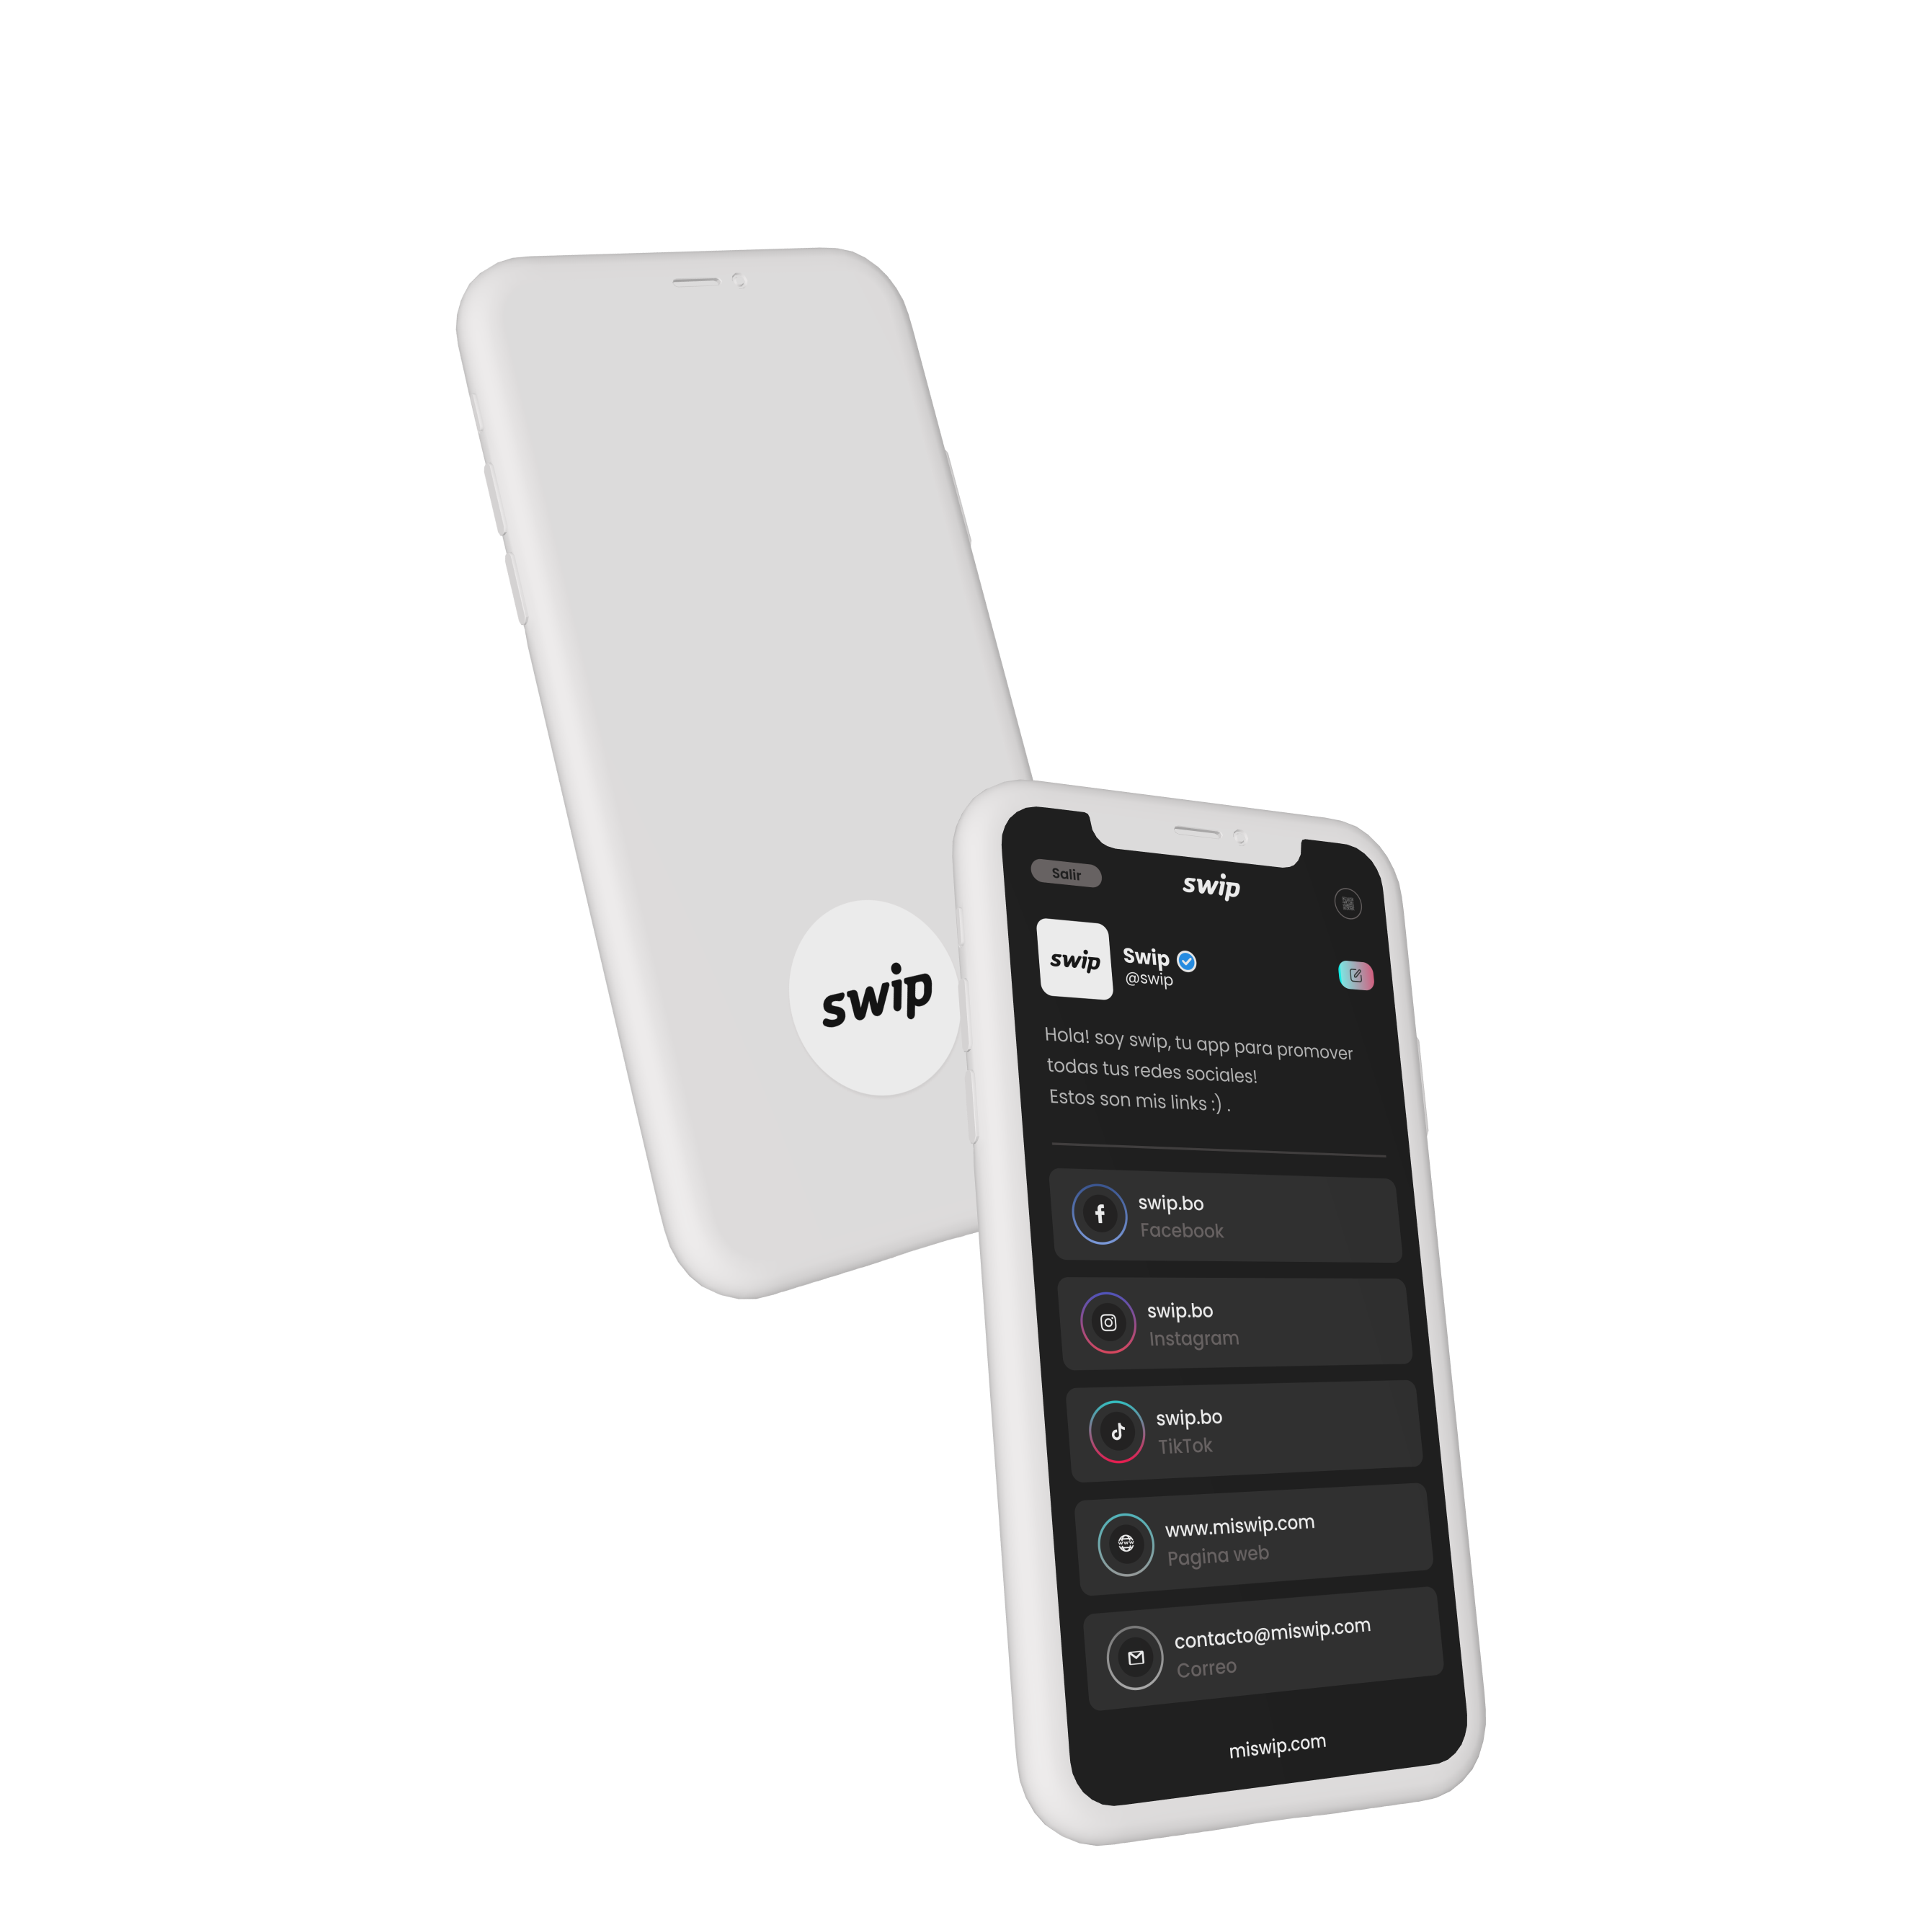 swip
Salir
swip
swip
Swip
@swip
Hola! soy swip, tu app para promover
todas tus redes sociales!
Estos son mis links :) .
swip.bo
Facebook
swip.bo
Instagram
swip.bo
TikTok
www.miswip.com
Pagina web
contacto@miswip.com
Correo
miswip.com